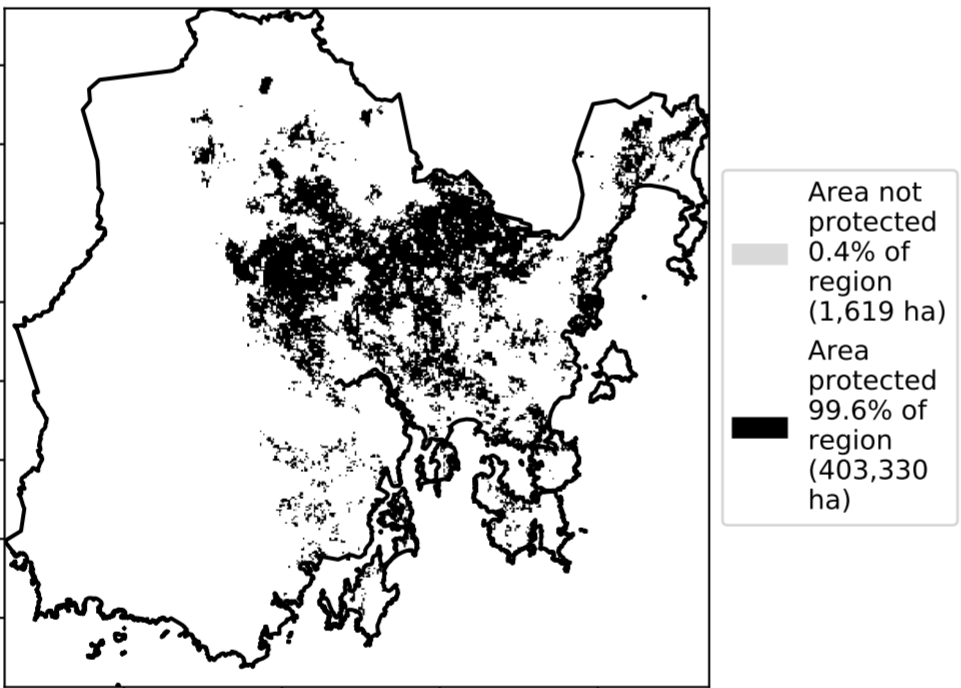 Area not
protected
0.4% of
region
(1,619 ha)
Area
protected
99.6% of
region
(403,330
ha)